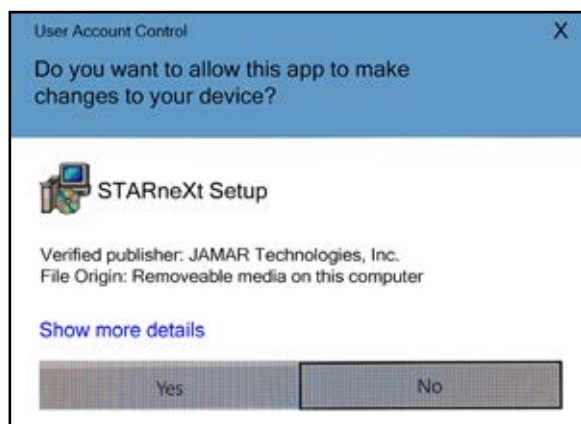 User Account Control
X
Do you want to allow this app to make
changes to your device?
STARneXt Setup
Verified publisher: JAMAR Technologies, Inc.
File Origin: Removeable media on this computer
Show more details
Yes
No